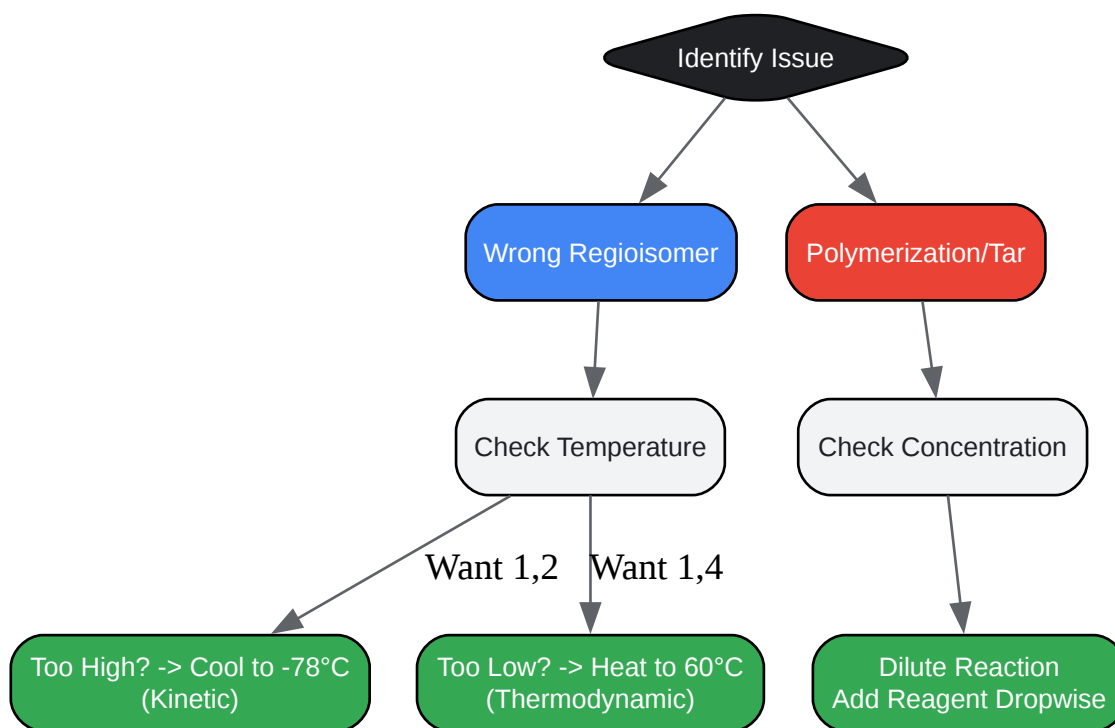 Identify Issue
Wrong Regioisomer
Polymerization/Tar
Check Temperature
Check Concentration
Want 1,2
Want 1,4
Too High? -> Cool to -78°C
(Kinetic)
Too Low? -> Heat to 60°C
(Thermodynamic)
Dilute Reaction
Add Reagent Dropwise